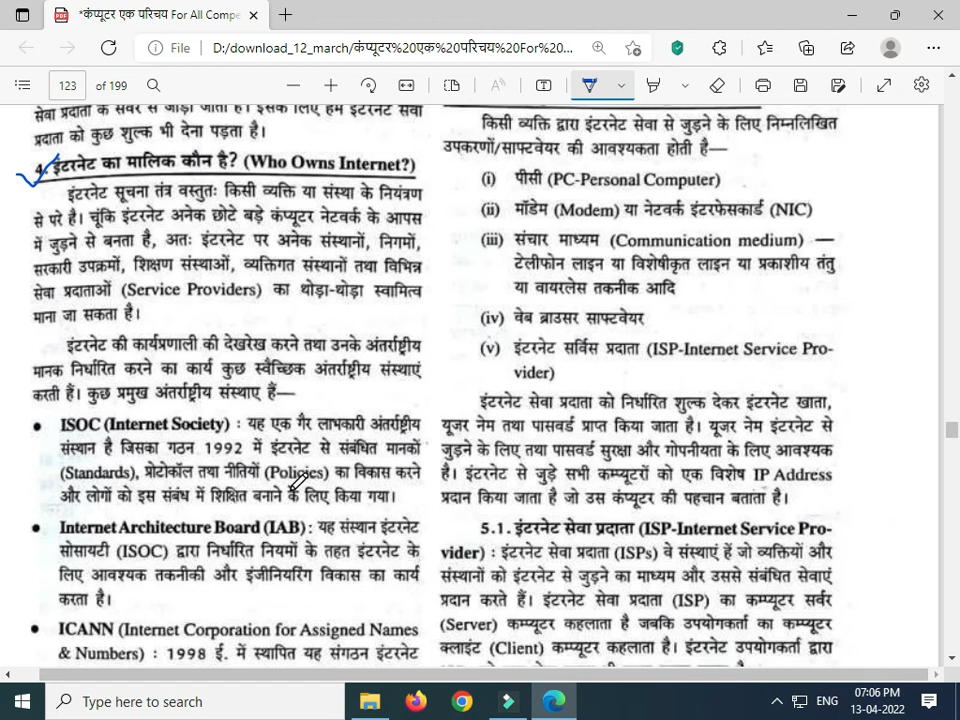 *कंप्यूटर एक परिचय For All Compe
File
D:/download_12_march/कंप्यूटर%20एक%20परिचय%20For%20...
123 of 199
सेवा प्रदाता के सर्वर से जोड़ा जाता है। इसके लिए हमें इंटरनेट सेवा
प्रदाता को कुछ शुल्क भी देना पड़ता है।
4. इंटरनेट का मालिक कौन है? (Who Owns Internet?)
इंटरनेट सूचना तंत्र वस्तुतः किसी व्यक्ति या संस्था के नियंत्रण
से परे है। चूंकि इंटरनेट अनेक छोटे बड़े कंप्यूटर नेटवर्क के आपस
में जुड़ने से बनता है, अतः इंटरनेट पर अनेक संस्थानों, निगमों,
सरकारी उपक्रमों, शिक्षण संस्थाओं, व्यक्तिगत संस्थानों तथा विभिन्न
सेवा प्रदाताओं (Service Providers) का थोड़ा-थोड़ा स्वामित्व
माना जा सकता है।
इंटरनेट की कार्यप्रणाली की देखरेख करने तथा उनके अंतर्राष्ट्रीय
मानक निर्धारित करने का कार्य कुछ स्वैच्छिक अंतर्राष्ट्रीय संस्थाएं
करती हैं। कुछ प्रमुख अंतर्राष्ट्रीय संस्थाए हैं—
• ISOC (Internet Society) : यह एक गैर लाभकारी अंतर्राष्ट्रीय
संस्थान है जिसका गठन 1992 में इंटरनेट से संबंधित मानकों
(Standards), प्रोटोकॉल तथा नीतियों (Policies) का विकास करने
और लोगों को इस संबंध में शिक्षित बनाने के लिए किया गया।
• Internet Architecture Board (IAB) : यह संस्थान इंटरनेट
सोसायटी (ISOC) द्वारा निर्धारित नियमों के तहत इंटरनेट के
लिए आवश्यक तकनीकी और इंजीनियरिंग विकास का कार्य
करता है।
• ICANN (Internet Corporation for Assigned Names
& Numbers) : 1998 ई. में स्थापित यह संगठन इंटरनेट
किसी व्यक्ति द्वारा इंटरनेट सेवा से जुड़ने के लिए निम्नलिखित
उपकरणों/साफ्टवेयर की आवश्यकता होती है—
(i) पीसी (PC-Personal Computer)
(ii) मॉडेम (Modem) या नेटवर्क इंटरफेसकार्ड (NIC)
(iii) संचार माध्यम (Communication medium) —
टेलीफोन लाइन या विशेषीकृत लाइन या प्रकाशीय तंतु
या वायरलेस तकनीक आदि
(iv) वेब ब्राउसर साफ्टवेयर
(v) इंटरनेट सर्विस प्रदाता (ISP-Internet Service Pro-
vider)
इंटरनेट सेवा प्रदाता को निर्धारित शुल्क देकर इंटरनेट खाता,
यूजर नेम तथा पासवर्ड प्राप्त किया जाता है। यूजर नेम इंटरनेट से
जुड़ने के लिए तथा पासवर्ड सुरक्षा और गोपनीयता के लिए आवश्यक
है। इंटरनेट से जुड़े सभी कम्प्यूटरों को एक विशेष IP Address
प्रदान किया जाता है जो उस कंप्यूटर की पहचान बताता है।
5.1. इंटरनेट सेवा प्रदाता (ISP-Internet Service Pro-
vider) : इंटरनेट सेवा प्रदाता (ISPs) वे संस्थाएं हैं जो व्यक्तियों और
संस्थानों को इंटरनेट से जुड़ने का माध्यम और उससे संबंधित सेवाएं
प्रदान करते हैं। इंटरनेट सेवा प्रदाता (ISP) का कम्प्यूटर सर्वर
(Server) कम्प्यूटर कहलाता है जबकि उपयोगकर्ता का कम्प्यूटर
क्लाइंट (Client) कम्प्यूटर कहलाता है। इंटरनेट उपयोगकर्ता द्वारा
Type here to search
ENG
07:06 PM
13-04-2022